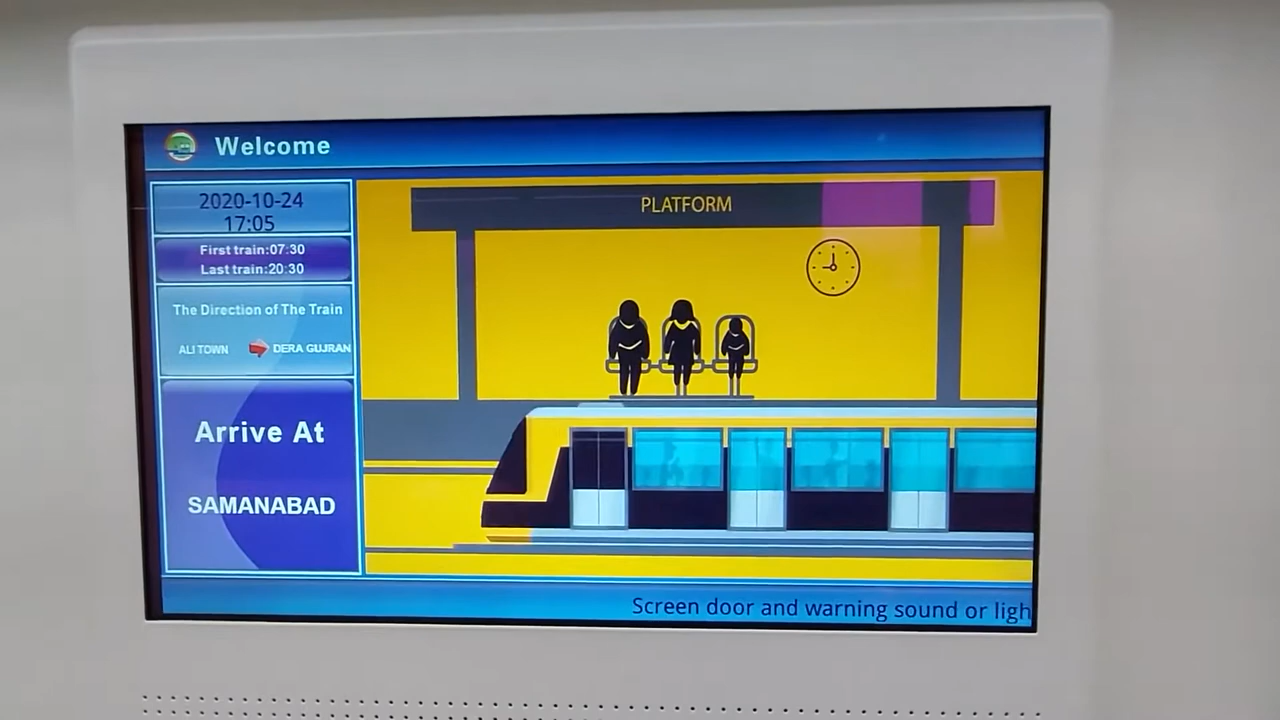 Welcome
2020-10-24
17:05
First train:07:30
Last train:20:30
The Direction of The Train
ALI TOWN DERA GUJRAN
Arrive At
SAMANABAD
PLATFORM
Screen door and warning sound or ligh